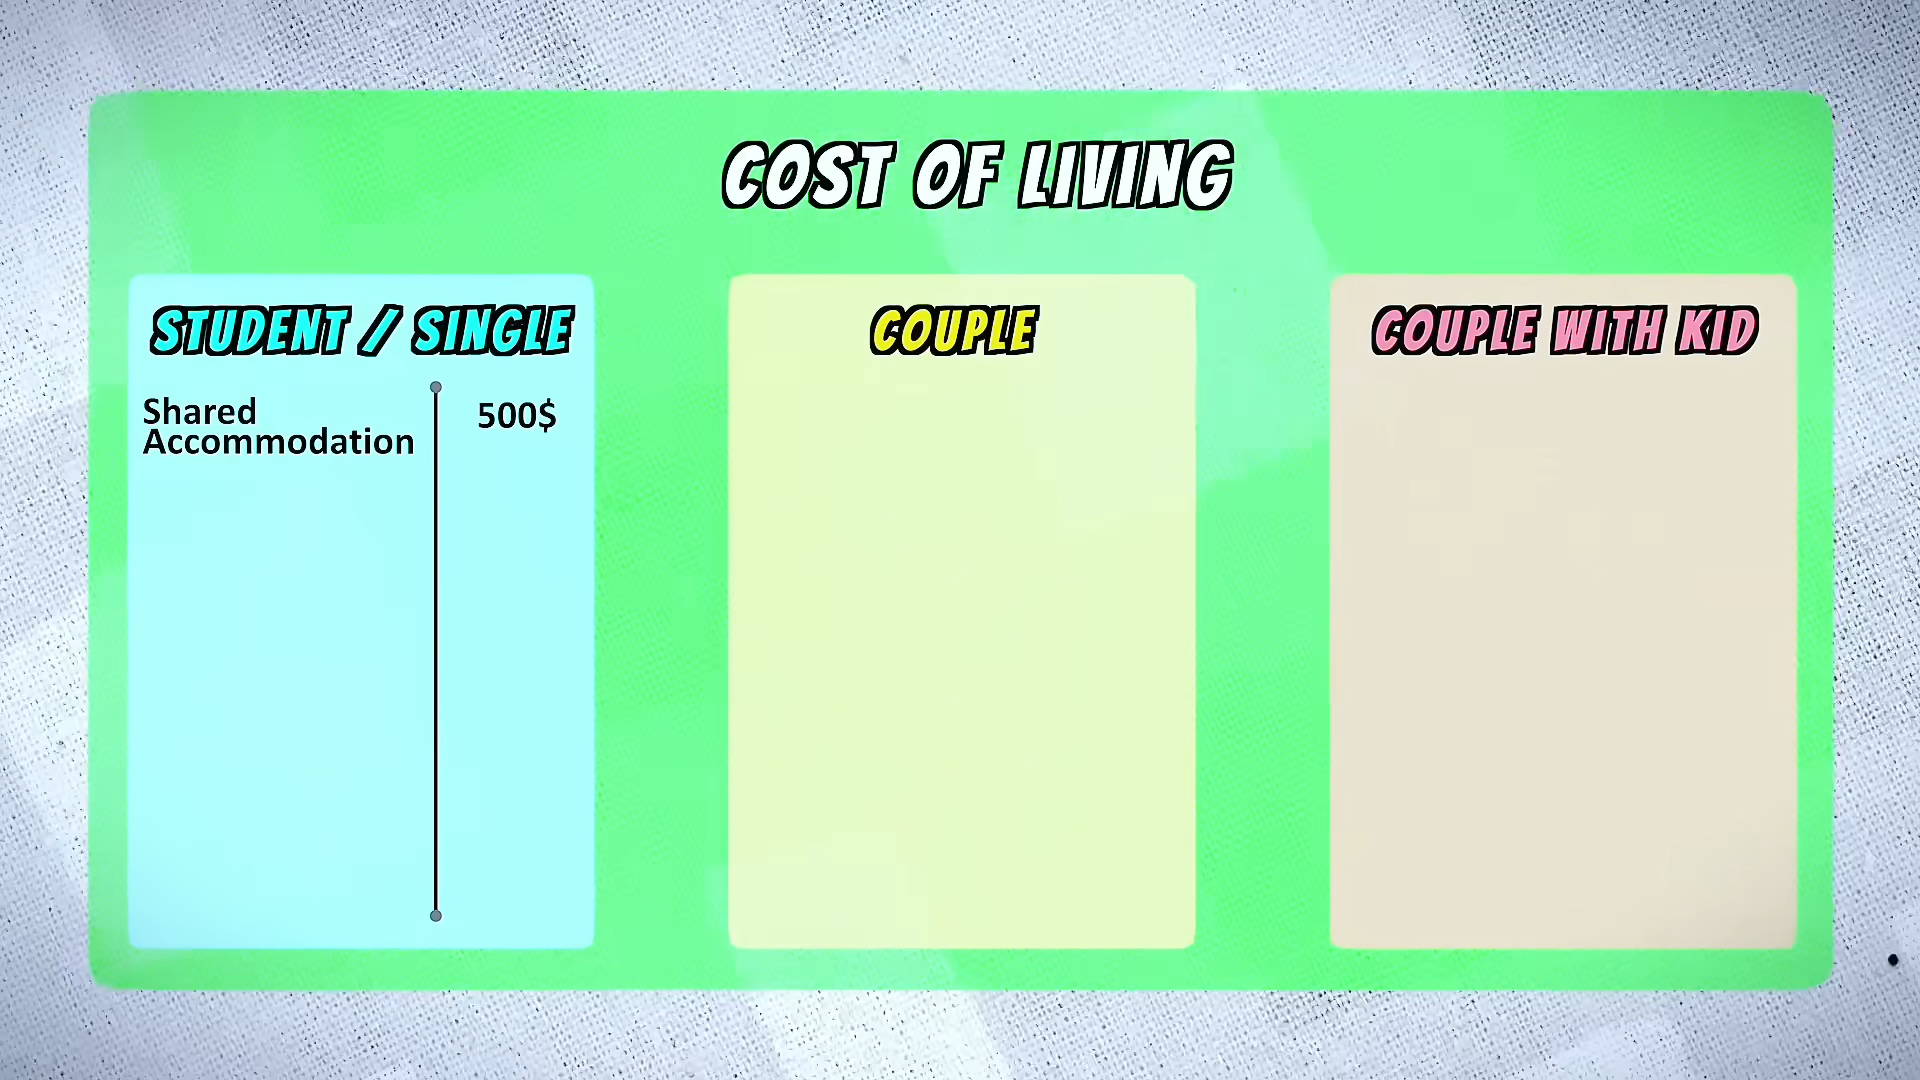 COST OF LIVING
STUDENT / SINGLE
Shared
Accommodation
500$
COUPLE
COUPLE WITH KID